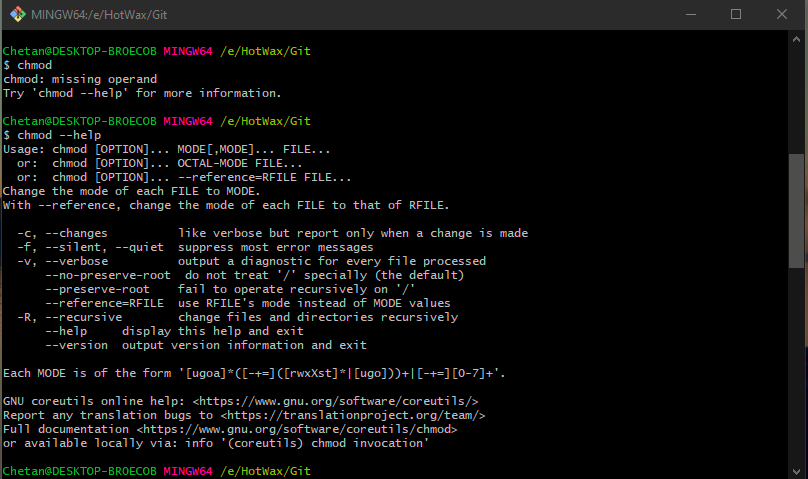 MINGW64:/e/HotWax/Git
Chetan@DESKTOP-BROECOB MINGW64 /e/HotWax/Git
$ chmod
chmod: missing operand
Try 'chmod --help' for more information.
Chetan@DESKTOP-BROECOB MINGW64 /e/HotWax/Git
$ chmod --help
Usage: chmod [OPTION]... MODE[,MODE]... FILE...
  or:  chmod [OPTION]... OCTAL-MODE FILE...
  or:  chmod [OPTION]... --reference=RFILE FILE...
Change the mode of each FILE to MODE.
With --reference, change the mode of each FILE to that of RFILE.
  -c, --changes          like verbose but report only when a change is made
  -f, --silent, --quiet  suppress most error messages
  -v, --verbose          output a diagnostic for every file processed
      --no-preserve-root  do not treat '/' specially (the default)
      --preserve-root    fail to operate recursively on '/'
      --reference=RFILE  use RFILE's mode instead of MODE values
  -R, --recursive        change files and directories recursively
      --help     display this help and exit
      --version  output version information and exit
Each MODE is of the form '[ugoa]*([-+=]([rwxXst]*|[ugo]))+|[-+=][0-7]+'.
GNU coreutils online help: <https://www.gnu.org/software/coreutils/>
Report any translation bugs to <https://translationproject.org/team/>
Full documentation <https://www.gnu.org/software/coreutils/chmod>
or available locally via: info '(coreutils) chmod invocation'
Chetan@DESKTOP-BROECOB MINGW64 /e/HotWax/Git